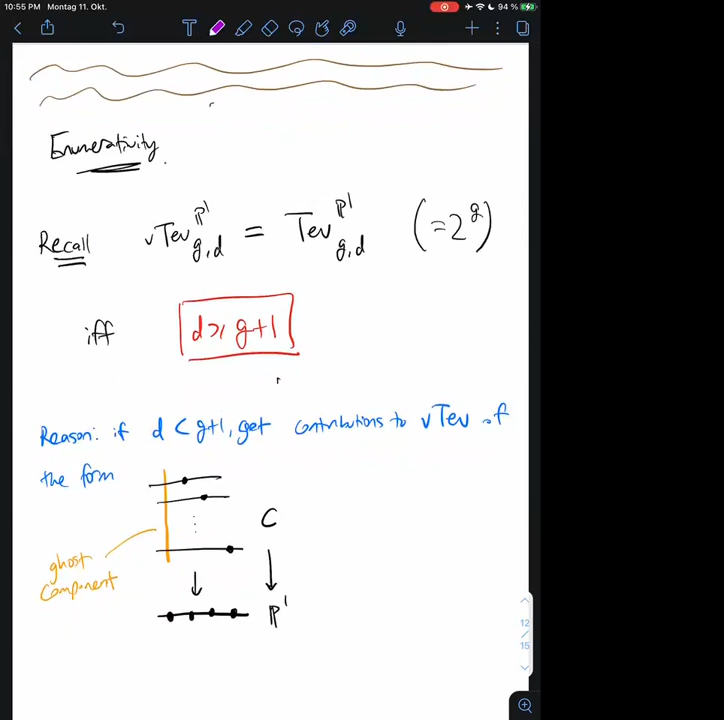 10:55 PM Montag 11. Okt.
94 %
T
Enumerativity.
Recall vTev^{P^1}_{g,d} = Tev^{P^1}_{g,d} (=2^g)
iff d ≥ g+1
Reason: if d < g+1, get contributions to vTev of
the form
C
ghost
component
P^1
12
/
15